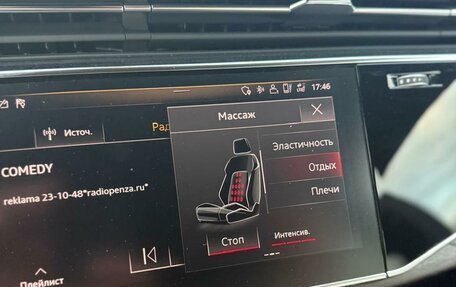 17:46
Источ.
Рад
COMEDY
reklama 23-10-48*radiopenza.ru*
Плейлист
Массаж
Эластичность
Отдых
Плечи
Стоп
Интенсив.